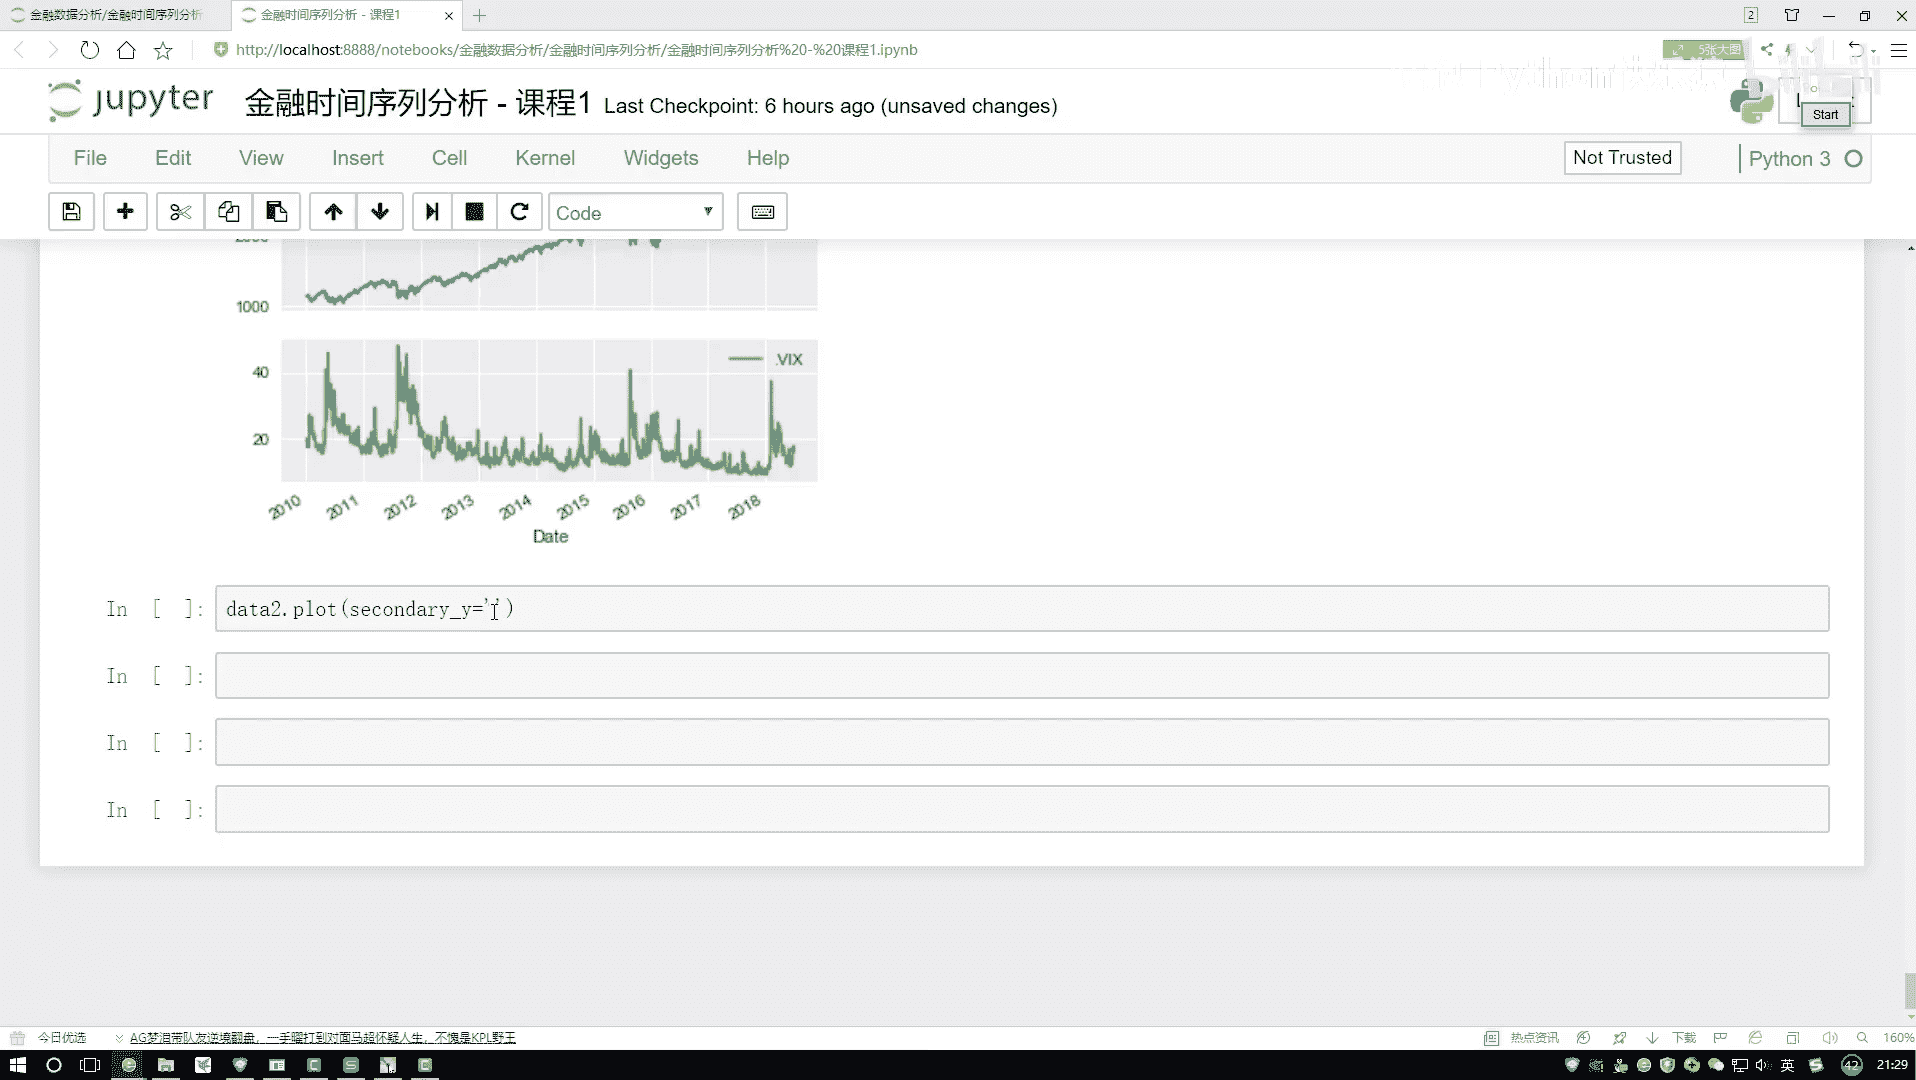 金融数据分析/金融时间序列分析
金融时间序列分析 - 课程1
2
http://localhost:8888/notebooks/金融数据分析/金融时间序列分析/金融时间序列分析%20-%20课程1.ipynb
5张大图
jupyter 金融时间序列分析 - 课程1 Last Checkpoint: 6 hours ago (unsaved changes)
Start
File Edit View Insert Cell Kernel Widgets Help
Not Trusted
Python 3
Code
1000
.VIX
40
20
2010 2011 2012 2013 2014 2015 2016 2017 2018
Date
In [ ]: data2.plot(secondary_y='')
In [ ]:
In [ ]:
In [ ]:
今日优选
AG梦泪带队友逆境翻盘，一手曜打到对面马超怀疑人生，不愧是KPL野王
热点资讯
下载
160%
英
42
21:29